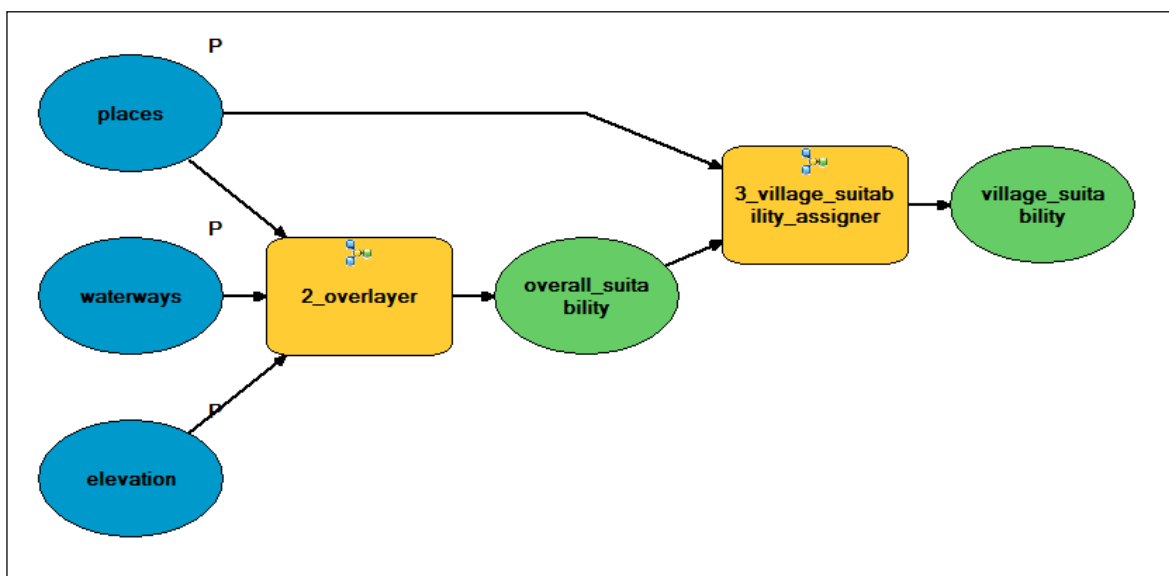 P
places
P
waterways
P
elevation
2_overlayer
overall_suita
bility
3_village_suitab
ility_assigner
village_suita
bility